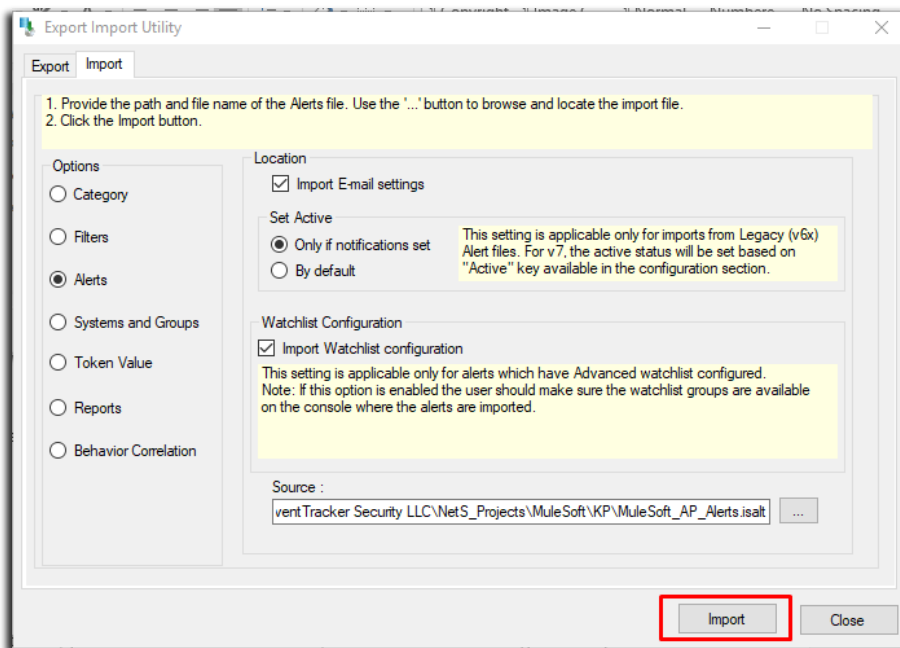 Export Import Utility
Export Import
1. Provide the path and file name of the Alerts file. Use the '...' button to browse and locate the import file.
2. Click the Import button.
Options
Category
Filters
Alerts
Systems and Groups
Token Value
Reports
Behavior Correlation
Location
Import E-mail settings
Set Active
Only if notifications set
By default
This setting is applicable only for imports from Legacy (v6x)
Alert files. For v7, the active status will be set based on
"Active" key available in the configuration section.
Watchlist Configuration
Import Watchlist configuration
This setting is applicable only for alerts which have Advanced watchlist configured.
Note: If this option is enabled the user should make sure the watchlist groups are available
on the console where the alerts are imported.
Source :
ventTracker Security LLC\NetS_Projects\MuleSoft\KP\MuleSoft_AP_Alerts.isalt
...
Import
Close